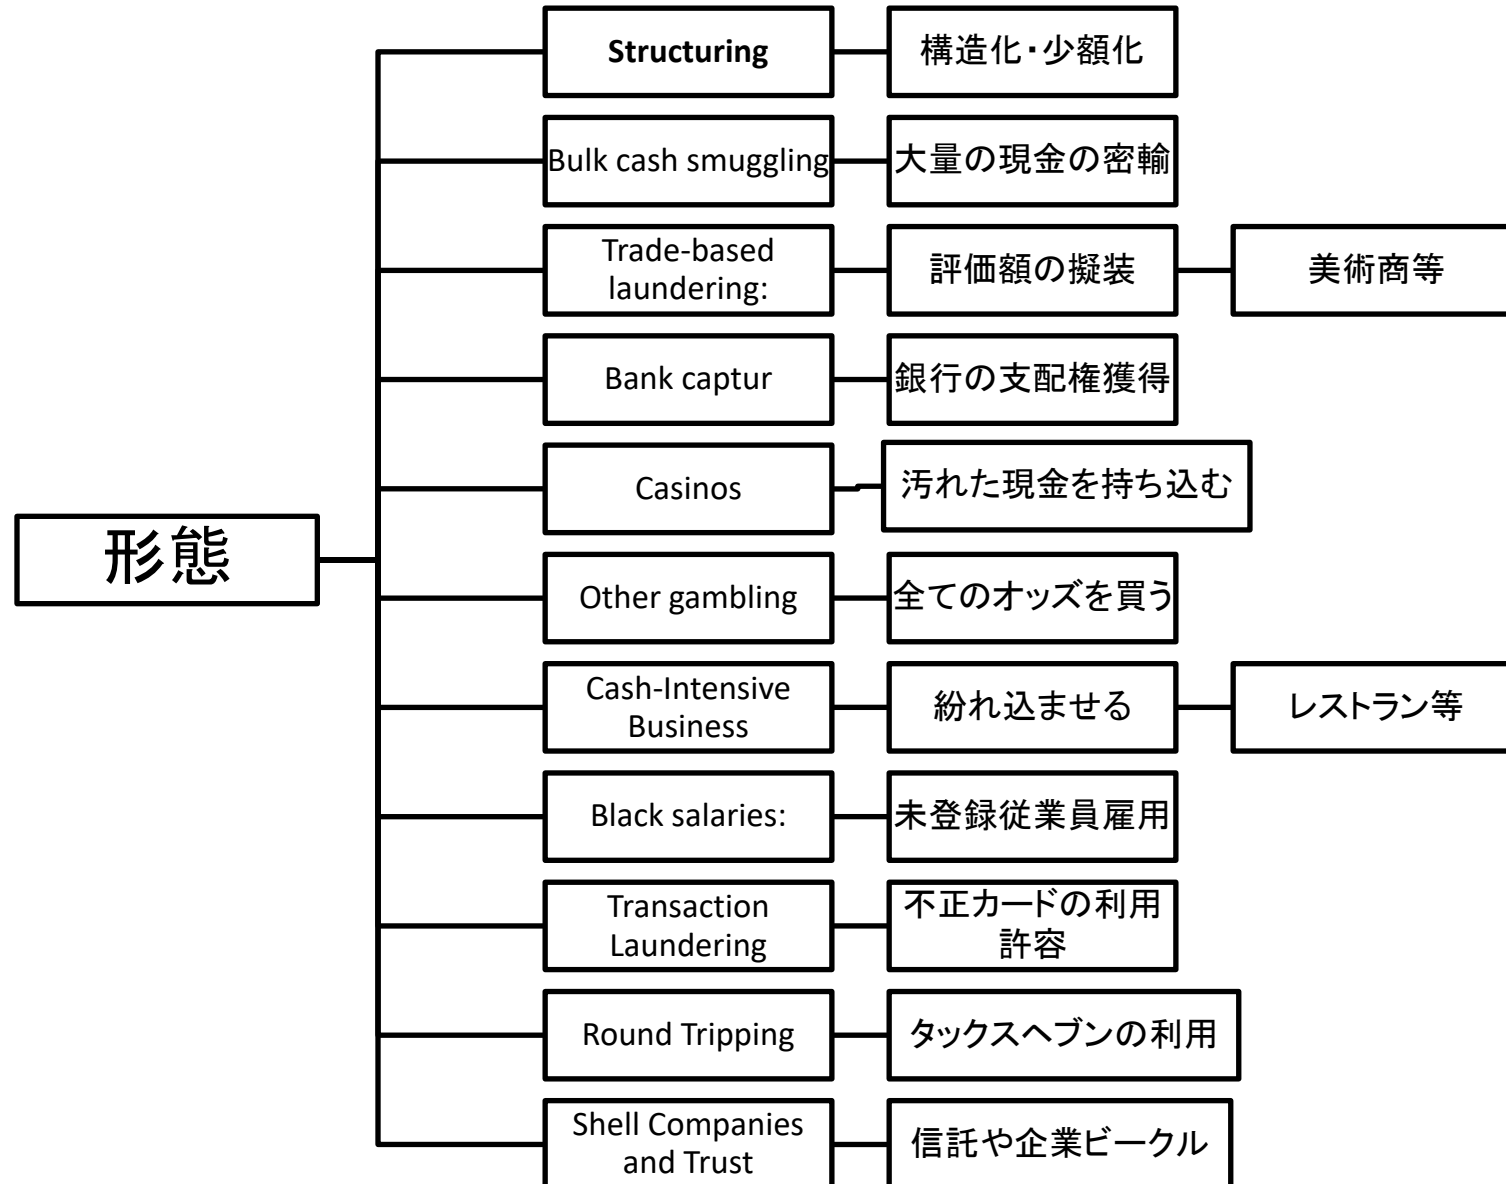 Structuring
構造化・少額化
Bulk cash smuggling
大量の現金の密輸
Trade-based
laundering:
評価額の擬装
美術商等
Bank captur
銀行の支配権獲得
Casinos
汚れた現金を持ち込む
形態
Other gambling
全てのオッズを買う
Cash-Intensive
Business
紛れ込ませる
レストラン等
Black salaries:
未登録従業員雇用
Transaction
Laundering
不正カードの利用
許容
Round Tripping
タックスヘブンの利用
Shell Companies
and Trust
信託や企業ビークル